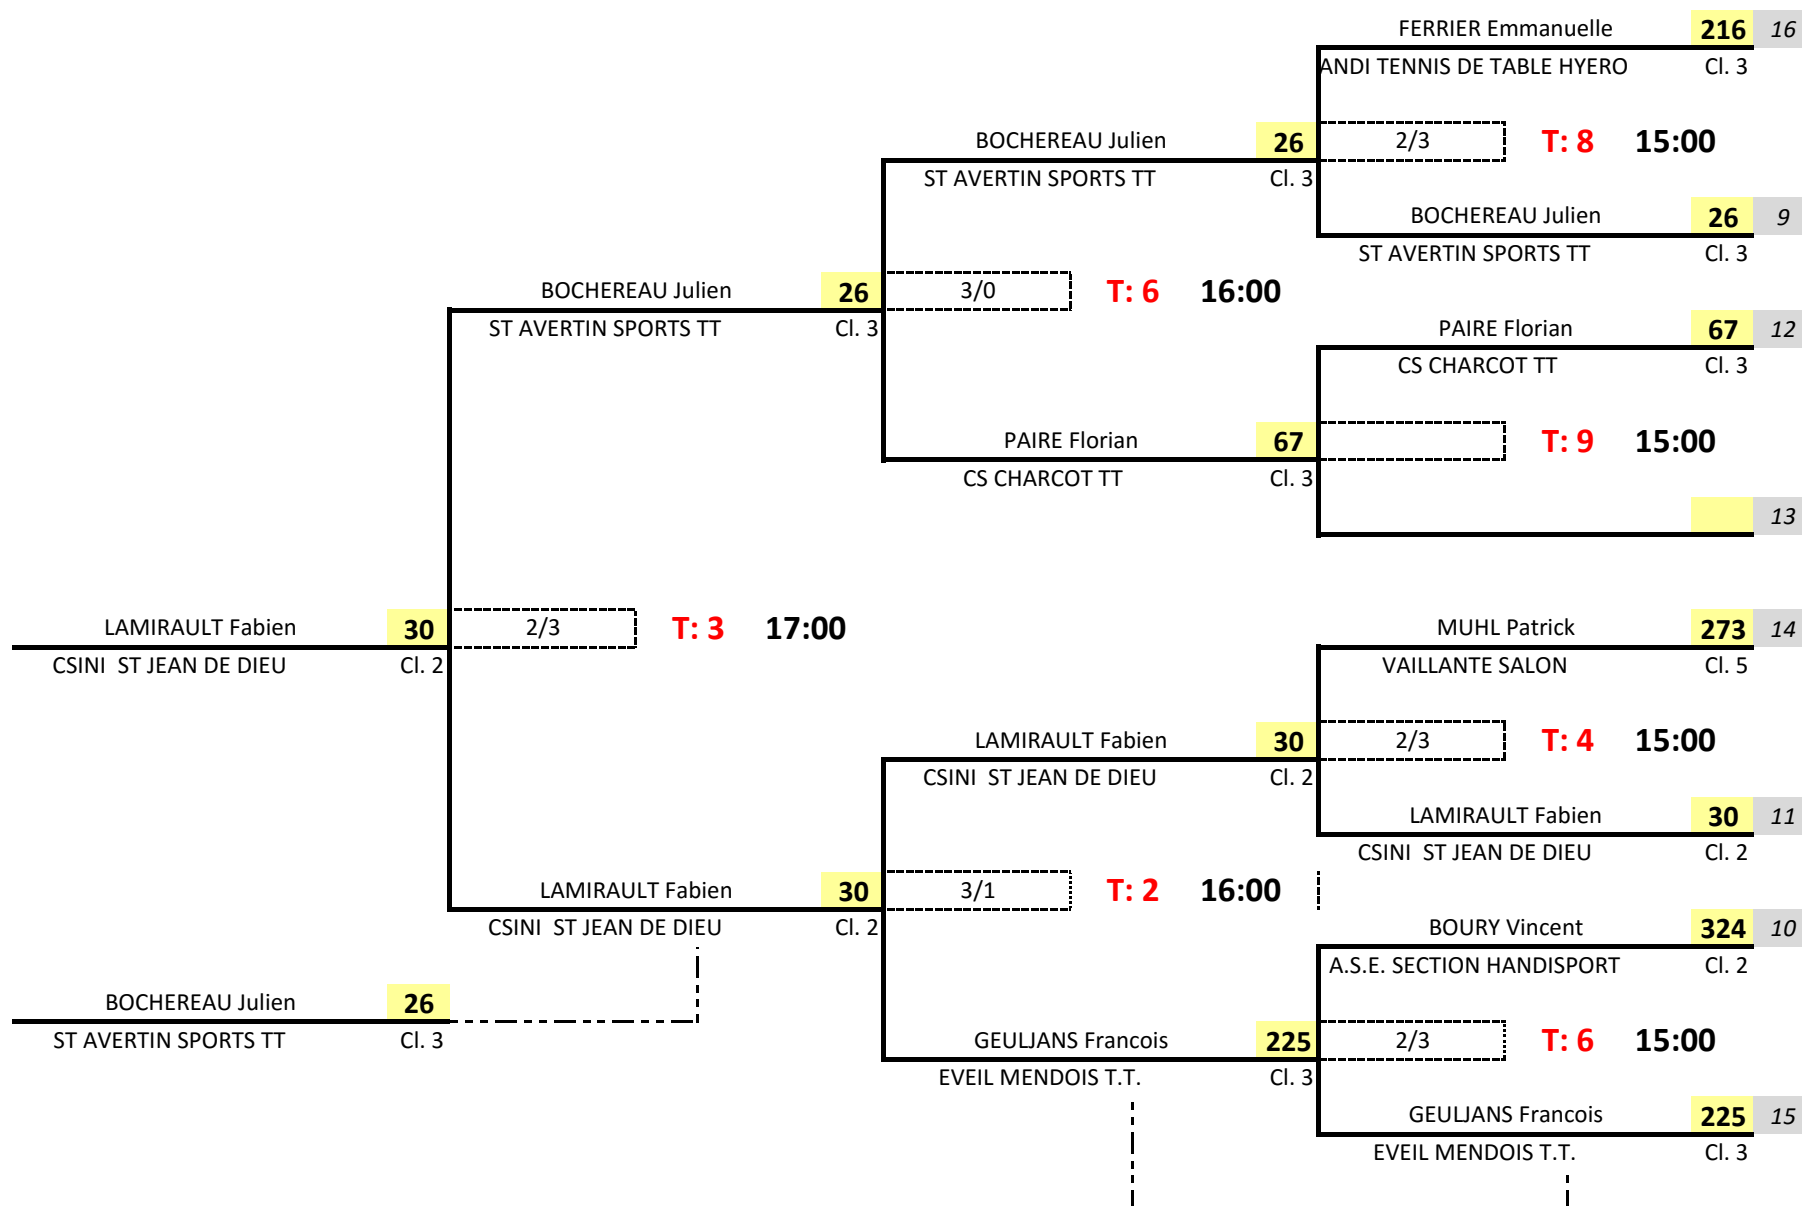 FERRIER Emmanuelle 216 16
ANDI TENNIS DE TABLE HYERO Cl. 3
BOCHEREAU Julien 26 2/3 T: 8 15:00
ST AVERTIN SPORTS TT Cl. 3
BOCHEREAU Julien 26 9
ST AVERTIN SPORTS TT Cl. 3
BOCHEREAU Julien 26 3/0 T: 6 16:00
ST AVERTIN SPORTS TT Cl. 3
PAIRE Florian 67 12
CS CHARCOT TT Cl. 3
PAIRE Florian 67 T: 9 15:00
CS CHARCOT TT Cl. 3
13
LAMIRAULT Fabien 30 2/3 T: 3 17:00
CSINI  ST JEAN DE DIEU Cl. 2
MUHL Patrick 273 14
VAILLANTE SALON Cl. 5
LAMIRAULT Fabien 30 2/3 T: 4 15:00
CSINI  ST JEAN DE DIEU Cl. 2
LAMIRAULT Fabien 30 11
CSINI  ST JEAN DE DIEU Cl. 2
LAMIRAULT Fabien 30 3/1 T: 2 16:00
CSINI  ST JEAN DE DIEU Cl. 2
BOURY Vincent 324 10
A.S.E. SECTION HANDISPORT Cl. 2
BOCHEREAU Julien 26
ST AVERTIN SPORTS TT Cl. 3
GEULJANS Francois 225 2/3 T: 6 15:00
EVEIL MENDOIS T.T. Cl. 3
GEULJANS Francois 225 15
EVEIL MENDOIS T.T. Cl. 3